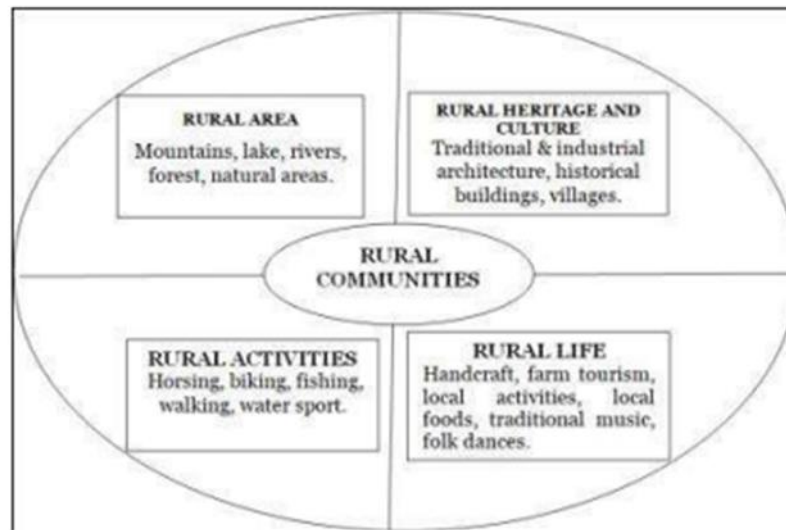 RURAL AREA
Mountains, lake, rivers,
forest, natural areas.
RURAL HERITAGE AND
CULTURE
Traditional & industrial
architecture, historical
buildings, villages.
RURAL
COMMUNITIES
RURAL ACTIVITIES
Horsing, biking, fishing,
walking, water sport.
RURAL LIFE
Handcraft, farm tourism,
local activities, local
foods, traditional music,
folk dances.